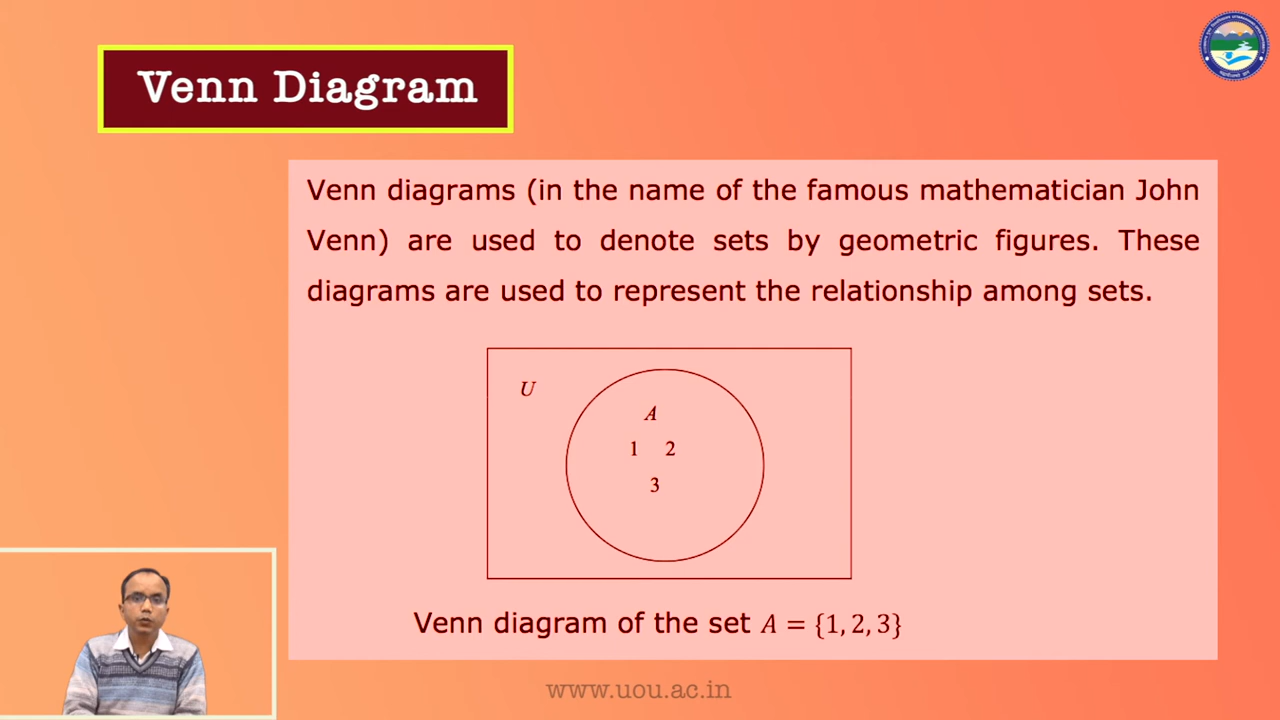 Venn Diagram
Venn diagrams (in the name of the famous mathematician John
Venn) are used to denote sets by geometric figures. These
diagrams are used to represent the relationship among sets.
U
A
1 2
3
Venn diagram of the set A = {1, 2, 3}
www.uou.ac.in